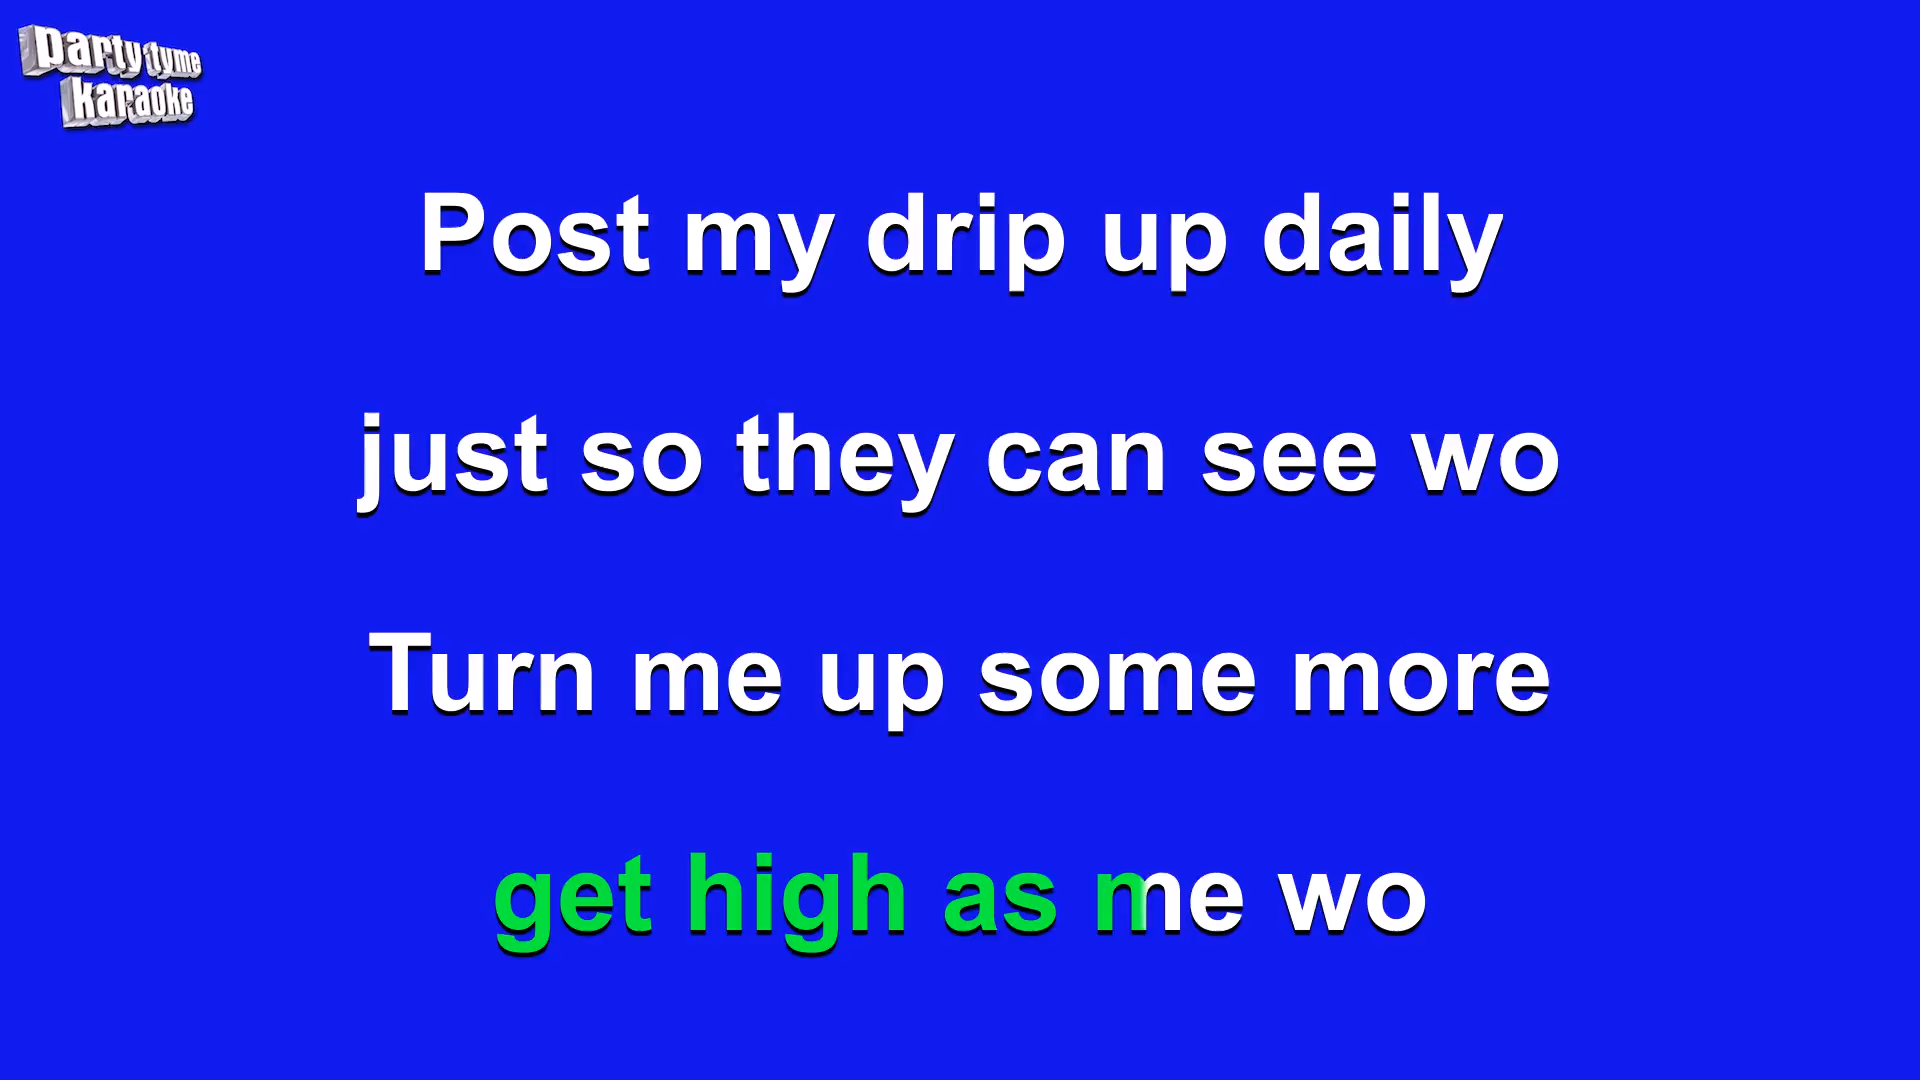 party tyme
karaoke
Post my drip up daily
just so they can see wo
Turn me up some more
get high as me wo